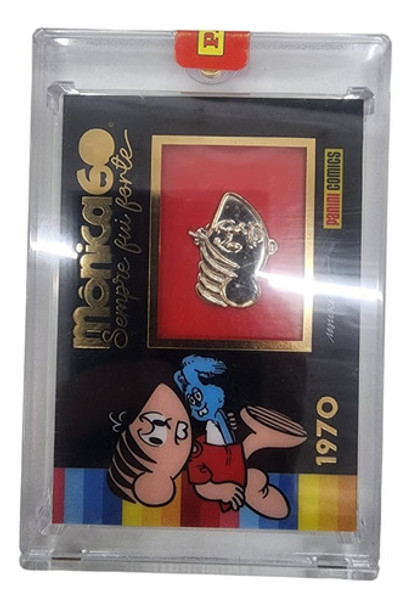 Mônica60
Sempre fui forte
PANINI COMICS
1970